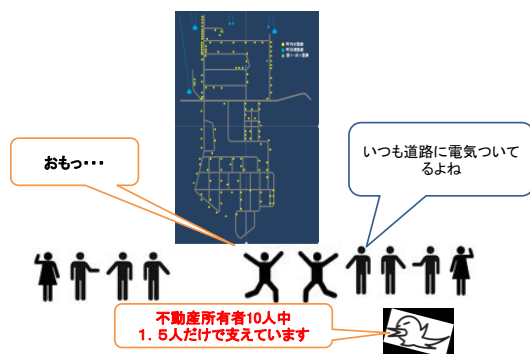 おもっ・・・
いつも道路に電気ついて
るよね
不動産所有者10人中
１．５人だけで支えています